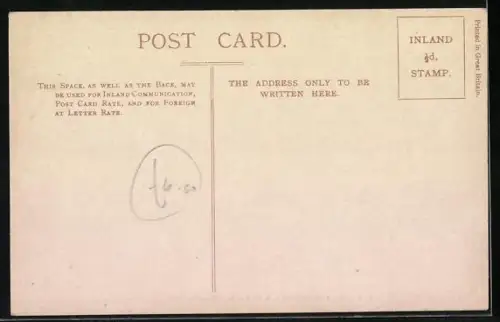 POST CARD.
INLAND
½d,
STAMP.
Printed in Great Britain.
THIS SPACE, AS WELL AS THE BACK, MAY
BE USED FOR INLAND COMMUNICATION,
POST CARD RATE, AND FOR FOREIGN
AT LETTER RATE.
THE ADDRESS ONLY TO BE
WRITTEN HERE.